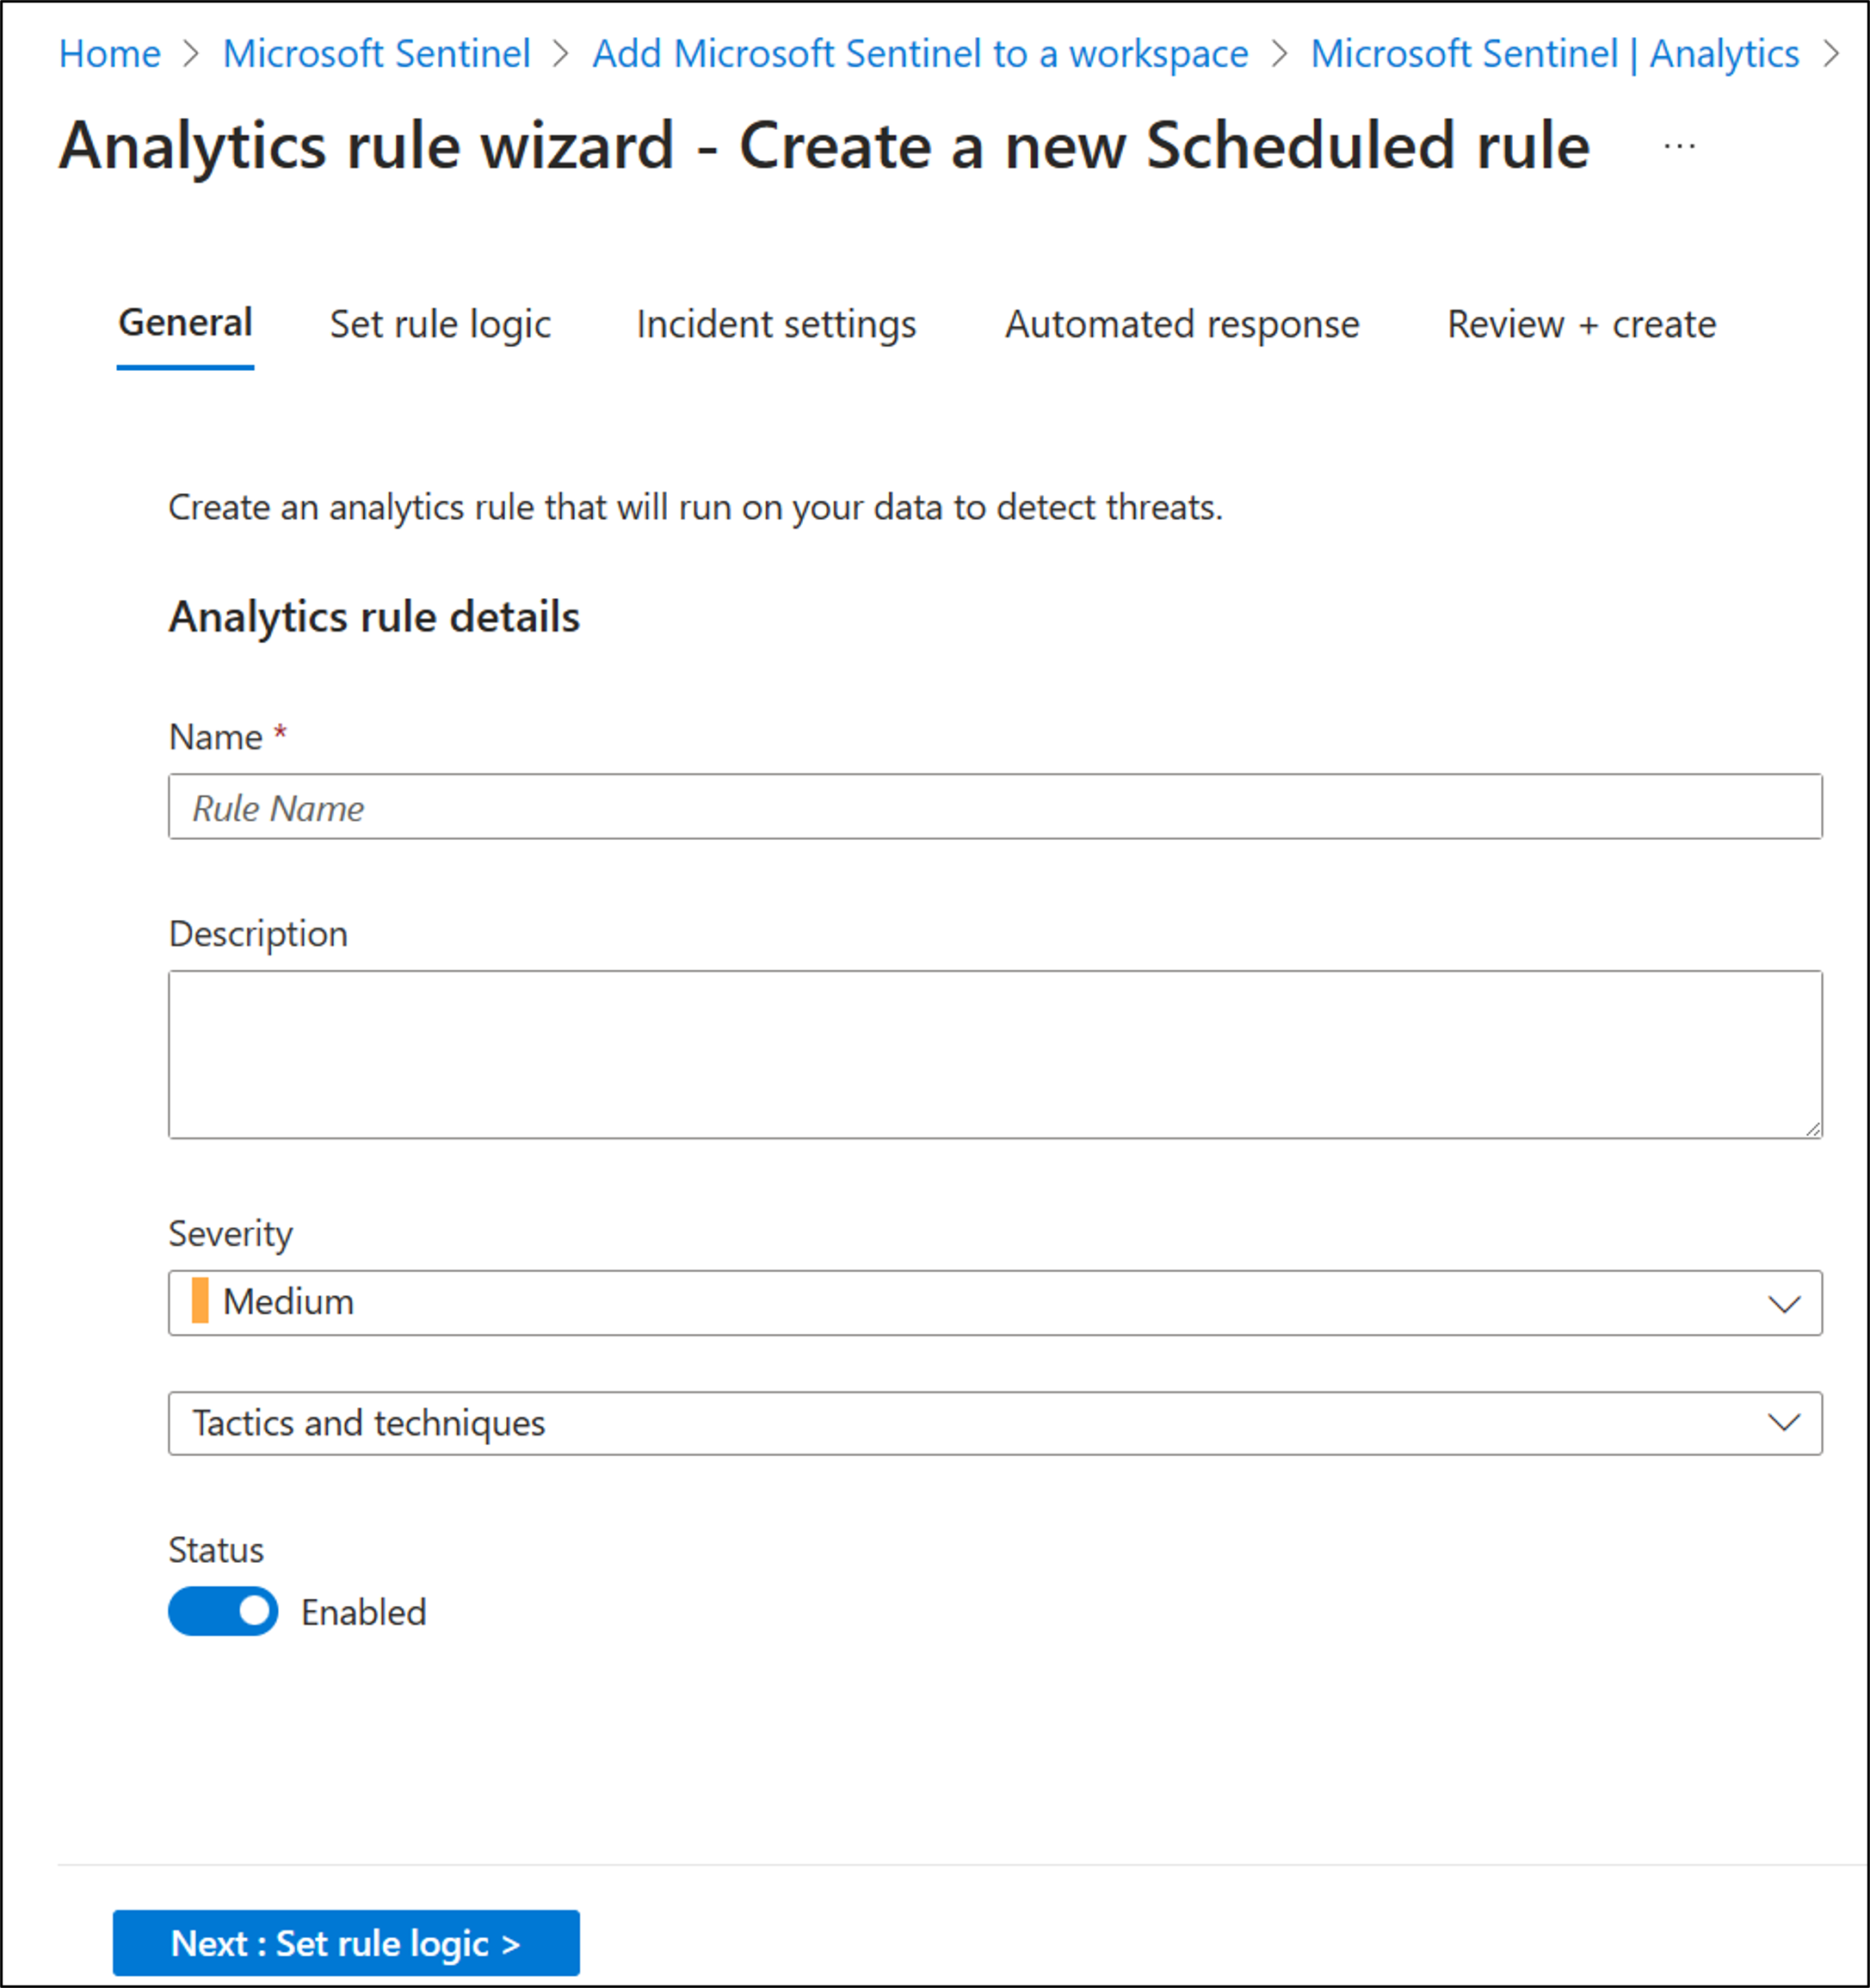 Home > Microsoft Sentinel > Add Microsoft Sentinel to a workspace > Microsoft Sentinel | Analytics >
Analytics rule wizard - Create a new Scheduled rule ...
General Set rule logic Incident settings Automated response Review + create
Create an analytics rule that will run on your data to detect threats.
Analytics rule details
Name *
Rule Name
Description
Severity
Medium
Tactics and techniques
Status
Enabled
Next : Set rule logic >